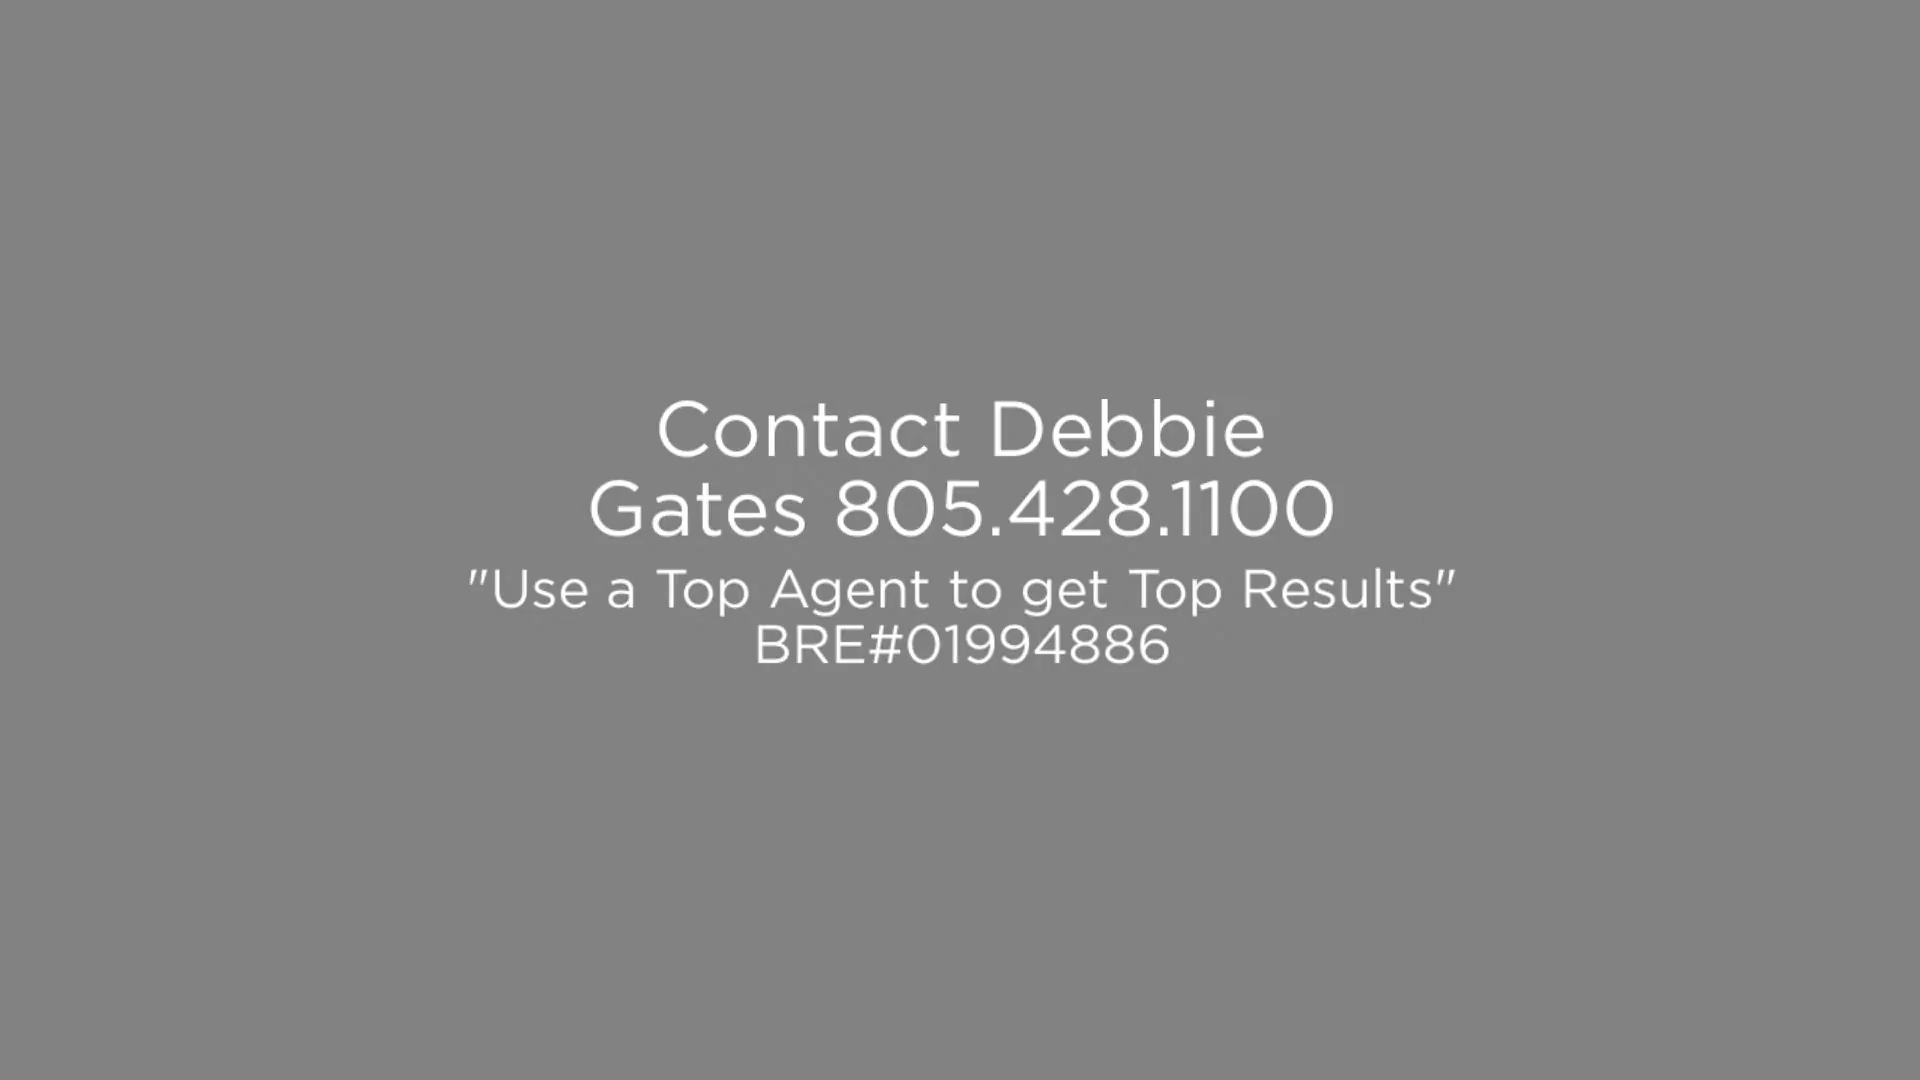 Contact Debbie
Gates 805.428.1100
"Use a Top Agent to get Top Results"
BRE#01994886